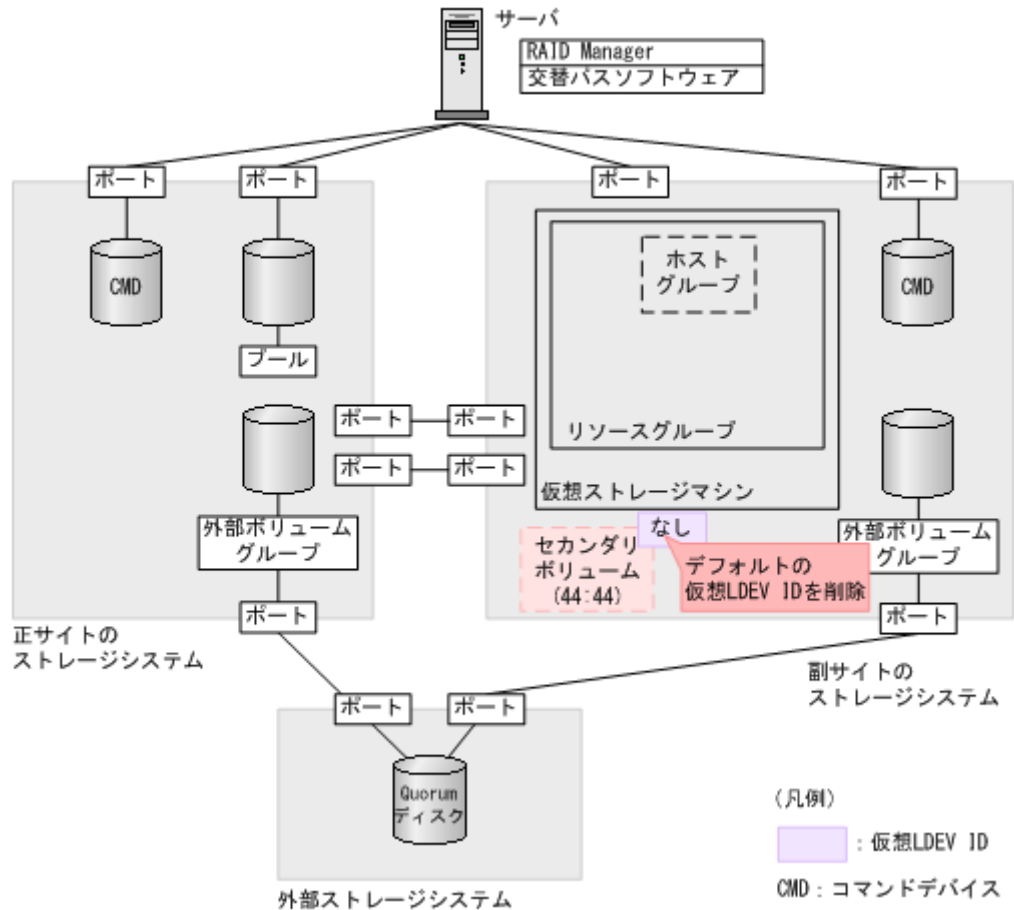 サーバ
RAID Manager
交替パスソフトウェア
ポート
ポート
ポート
ポート
CMD
ホスト
グループ
CMD
プール
ポート
ポート
リソースグループ
ポート
ポート
仮想ストレージマシン
外部ボリューム
グループ
なし
セカンダリ
ボリューム
(44:44)
デフォルトの
仮想LDEV IDを削除
外部ボリューム
グループ
ポート
ポート
正サイトの
ストレージシステム
副サイトの
ストレージシステム
ポート
ポート
Quorum
ディスク
外部ストレージシステム
(凡例)
：仮想LDEV ID
CMD：コマンドデバイス